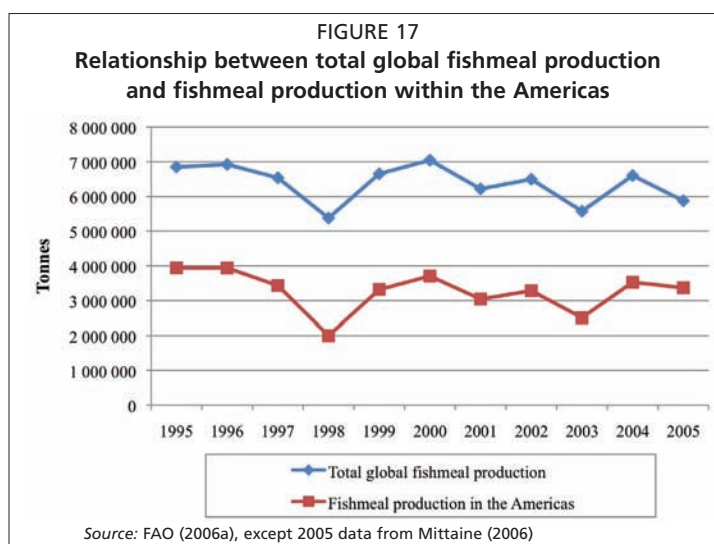 FIGURE 17
Relationship between total global fishmeal production
and fishmeal production within the Americas
8 000 000
7 000 000
6 000 000
5 000 000
4 000 000
3 000 000
2 000 000
1 000 000
0
Tonnes
1995 1996 1997 1998 1999 2000 2001 2002 2003 2004 2005
Total global fishmeal production
Fishmeal production in the Americas
Source: FAO (2006a), except 2005 data from Mittaine (2006)